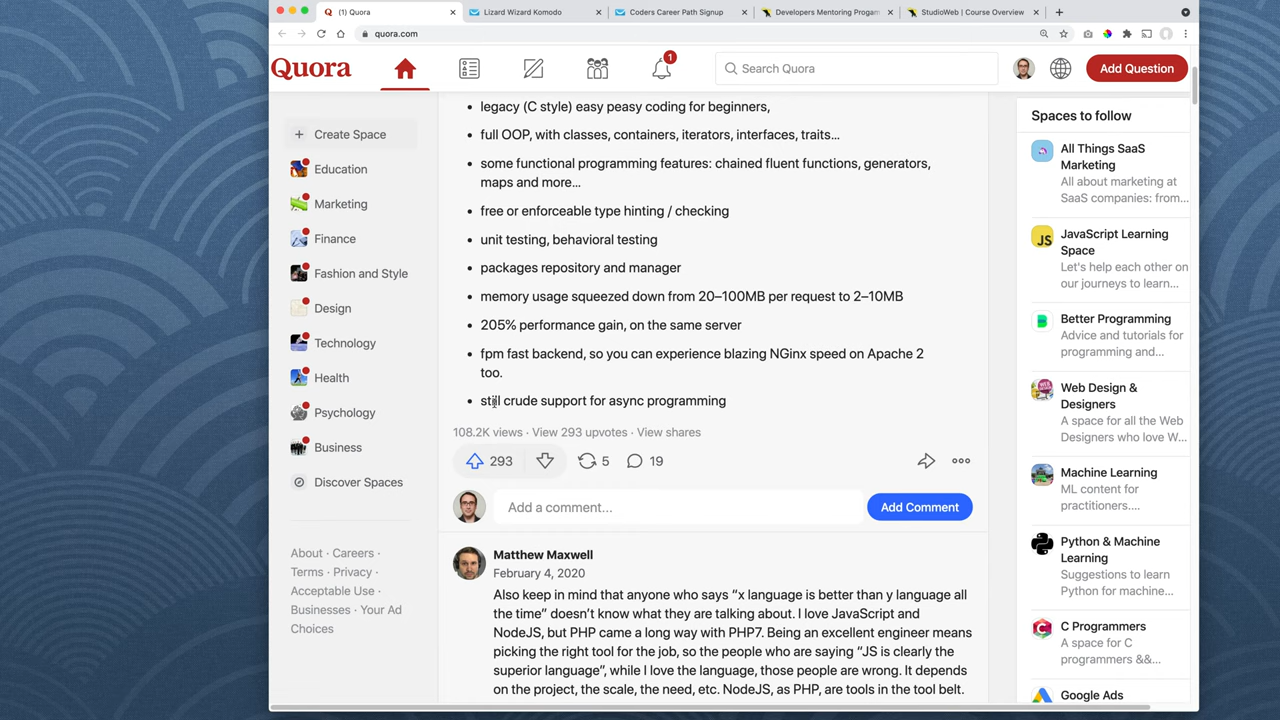 (1) Quora
Lizard Wizard Komodo
Coders Career Path Signup
Developers Mentoring Progam
StudioWeb | Course Overview
quora.com
Quora
1
Search Quora
Add Question
Create Space
Education
Marketing
Finance
Fashion and Style
Design
Technology
Health
Psychology
Business
Discover Spaces
About · Careers ·
Terms · Privacy ·
Acceptable Use ·
Businesses · Your Ad
Choices
• legacy (C style) easy peasy coding for beginners,
• full OOP, with classes, containers, iterators, interfaces, traits…
• some functional programming features: chained fluent functions, generators,
maps and more…
• free or enforceable type hinting / checking
• unit testing, behavioral testing
• packages repository and manager
• memory usage squeezed down from 20–100MB per request to 2–10MB
• 205% performance gain, on the same server
• fpm fast backend, so you can experience blazing NGinx speed on Apache 2
too.
• still crude support for async programming
108.2K views · View 293 upvotes · View shares
293
5
19
Add a comment…
Add Comment
Matthew Maxwell
February 4, 2020
Also keep in mind that anyone who says “x language is better than y language all
the time” doesn’t know what they are talking about. I love JavaScript and
NodeJS, but PHP came a long way with PHP7. Being an excellent engineer means
picking the right tool for the job, so the people who are saying “JS is clearly the
superior language”, while I love the language, those people are wrong. It depends
on the project, the scale, the need, etc. NodeJS, as PHP, are tools in the tool belt.
Spaces to follow
All Things SaaS
Marketing
All about marketing at
SaaS companies: from…
JS
JavaScript Learning
Space
Let's help each other on
our journeys to learn…
Better Programming
Advice and tutorials for
programming and…
Web Design &
Designers
A space for all the Web
Designers who love W…
Machine Learning
ML content for
practitioners.…
Python & Machine
Learning
Suggestions to learn
Python for machine…
C Programmers
A space for C
programmers &&…
Google Ads